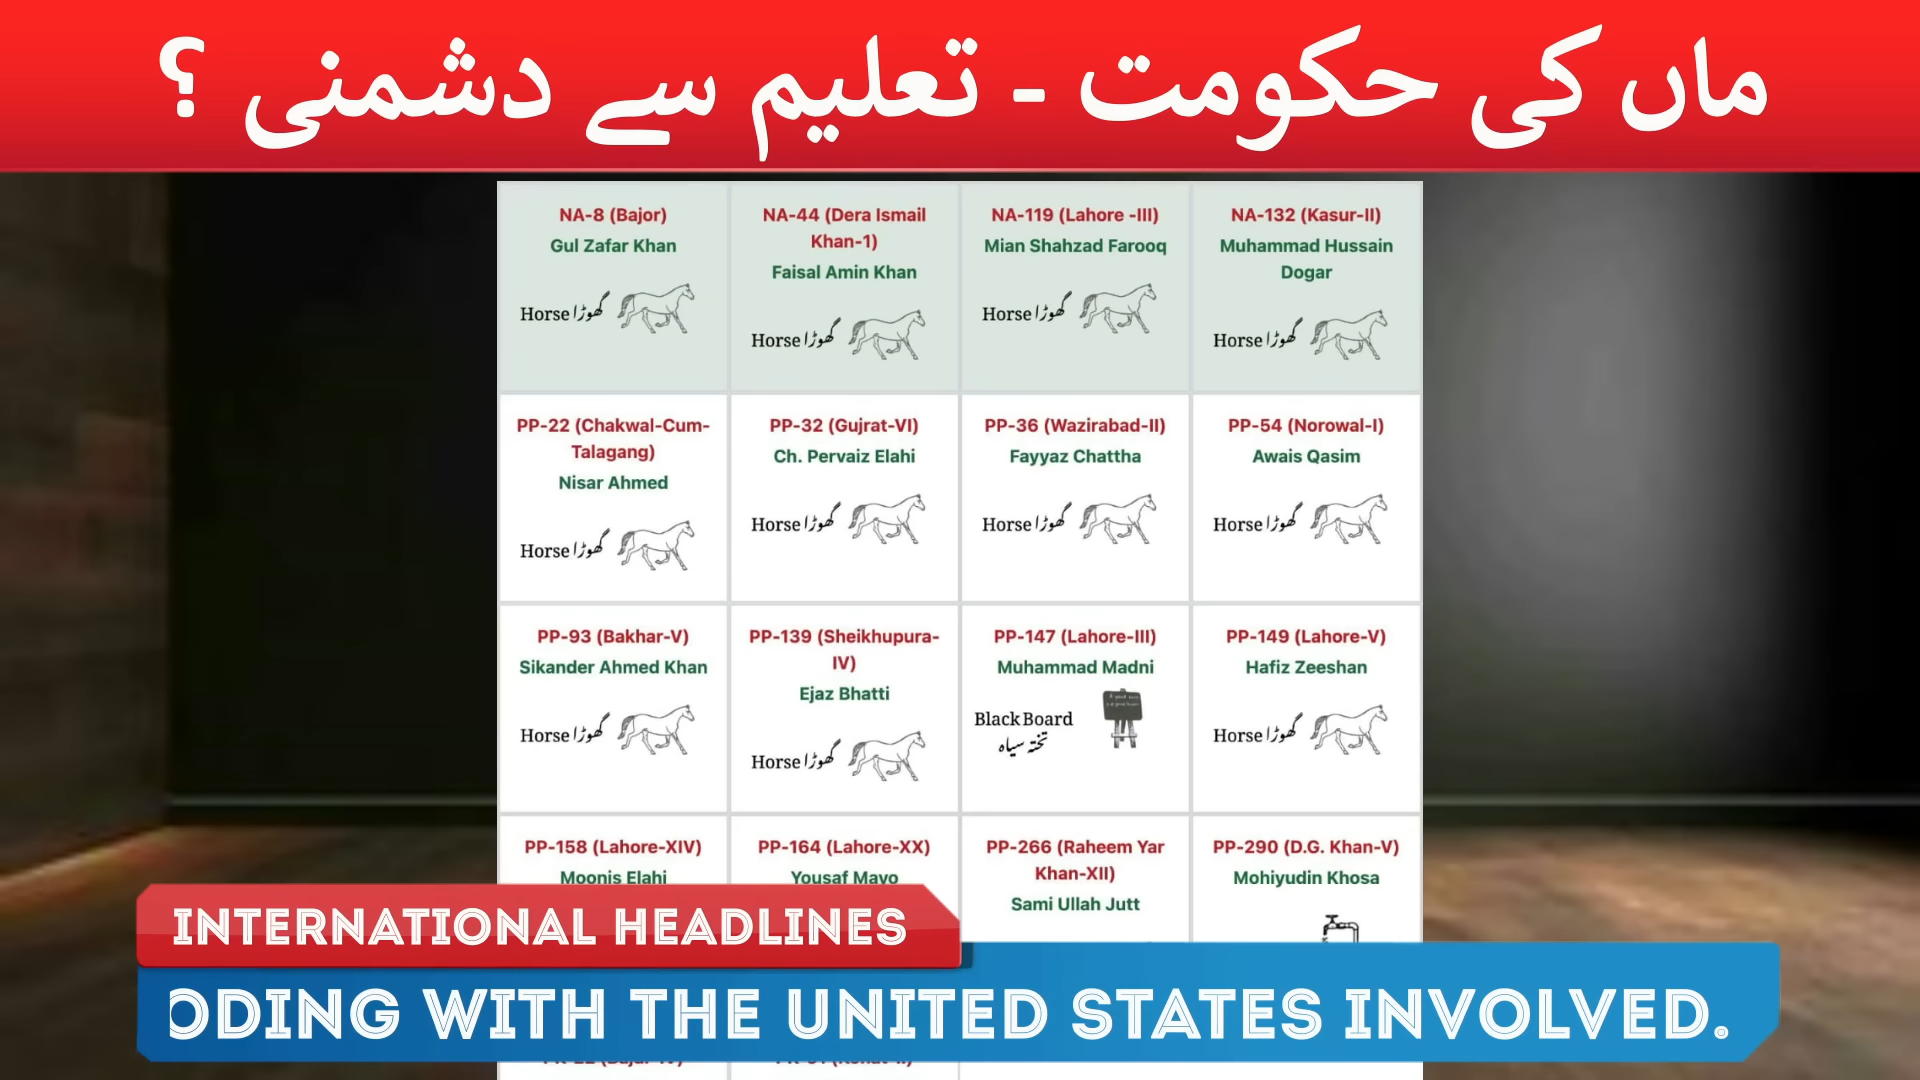 ماں کی حکومت - تعلیم سے دشمنی ؟
NA-8 (Bajor)
Gul Zafar Khan
Horse گھوڑا
NA-44 (Dera Ismail
Khan-1)
Faisal Amin Khan
Horse گھوڑا
NA-119 (Lahore -III)
Mian Shahzad Farooq
Horse گھوڑا
NA-132 (Kasur-II)
Muhammad Hussain
Dogar
Horse گھوڑا
PP-22 (Chakwal-Cum-
Talagang)
Nisar Ahmed
Horse گھوڑا
PP-32 (Gujrat-VI)
Ch. Pervaiz Elahi
Horse گھوڑا
PP-36 (Wazirabad-II)
Fayyaz Chattha
Horse گھوڑا
PP-54 (Norowal-I)
Awais Qasim
Horse گھوڑا
PP-93 (Bakhar-V)
Sikander Ahmed Khan
Horse گھوڑا
PP-139 (Sheikhupura-
IV)
Ejaz Bhatti
Horse گھوڑا
PP-147 (Lahore-III)
Muhammad Madni
Black Board
تختہ سیاہ
PP-149 (Lahore-V)
Hafiz Zeeshan
Horse گھوڑا
PP-158 (Lahore-XIV)
Moonis Elahi
PP-164 (Lahore-XX)
Yousaf Mayo
PP-266 (Raheem Yar
Khan-XII)
Sami Ullah Jutt
PP-290 (D.G. Khan-V)
Mohiyudin Khosa
INTERNATIONAL HEADLINES
ODING WITH THE UNITED STATES INVOLVED.